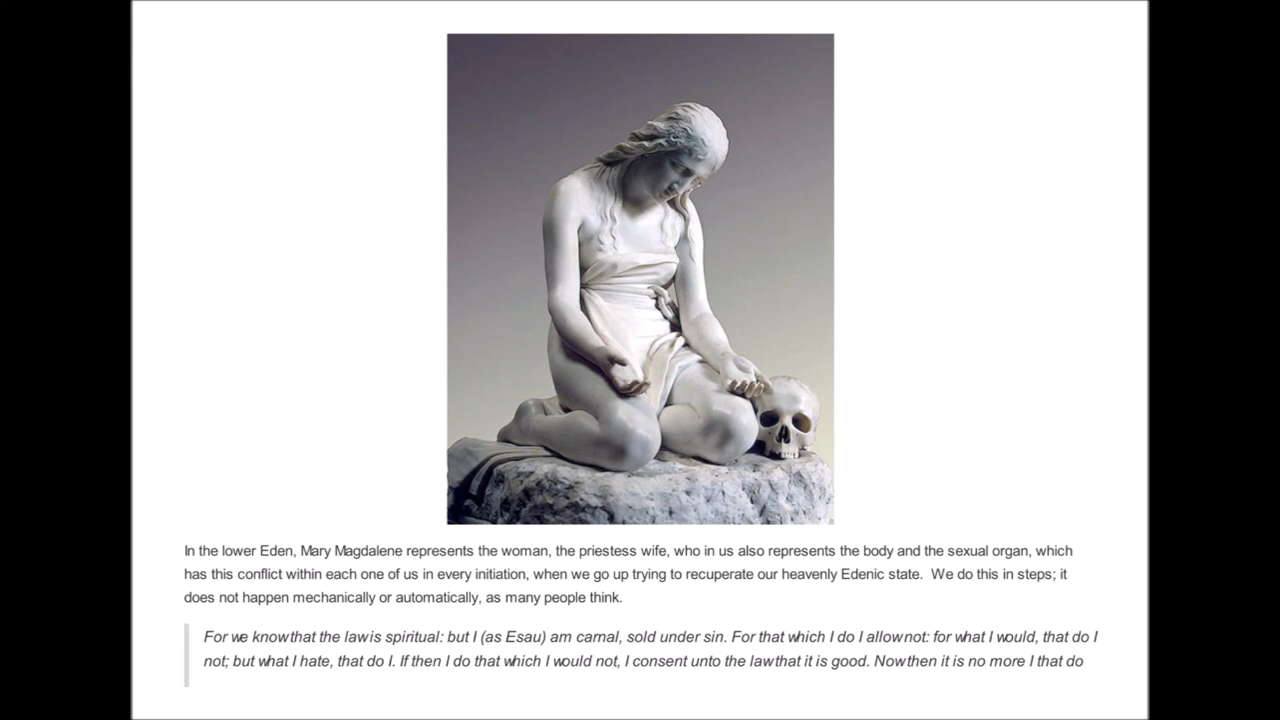 In the lower Eden, Mary Magdalene represents the woman, the priestess wife, who in us also represents the body and the sexual organ, which
has this conflict within each one of us in every initiation, when we go up trying to recuperate our heavenly Edenic state.  We do this in steps; it
does not happen mechanically or automatically, as many people think.
For we know that the law is spiritual: but I (as Esau) am carnal, sold under sin. For that which I do I allow not: for what I would, that do I
not; but what I hate, that do I. If then I do that which I would not, I consent unto the law that it is good. Now then it is no more I that do